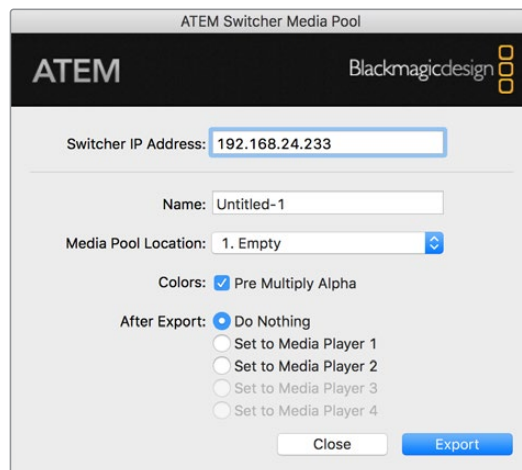 ATEM Switcher Media Pool
ATEM Blackmagicdesign
Switcher IP Address: 192.168.24.233
Name: Untitled-1
Media Pool Location: 1. Empty
Colors: Pre Multiply Alpha
After Export: Do Nothing
Set to Media Player 1
Set to Media Player 2
Set to Media Player 3
Set to Media Player 4
Close Export